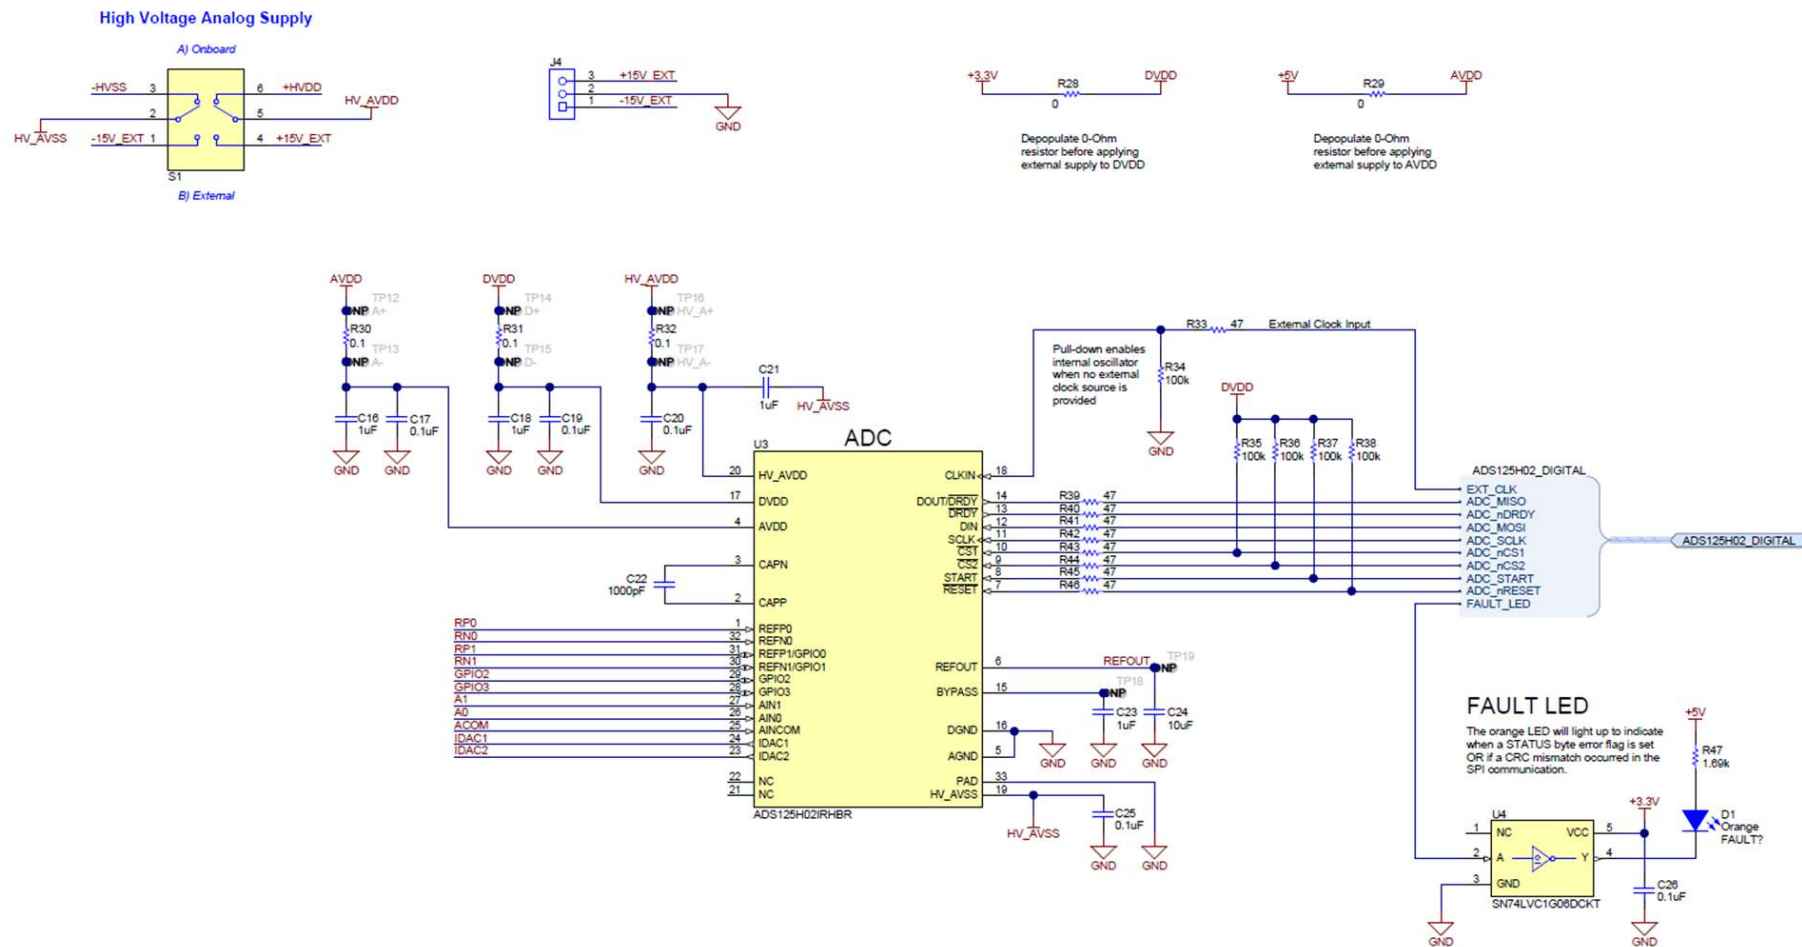 High Voltage Analog Supply
A) Onboard
-HVSS 3 6 +HVDD
HV_AVDD
2 5
HV_AVSS
-15V_EXT 1 4 +15V_EXT
S1
B) External
J4
3 +15V_EXT
2
1 -15V_EXT
GND
+3.3V R28 DVDD
0
Depopulate 0-Ohm
resistor before applying
external supply to DVDD
+5V R29 AVDD
0
Depopulate 0-Ohm
resistor before applying
external supply to AVDD
AVDD
TP12
NP A+
R30
0.1
TP13
NP A-
C16
1uF
C17
0.1uF
GND GND
DVDD
TP14
NP D+
R31
0.1
TP15
NP D-
C18
1uF
C19
0.1uF
GND GND
HV_AVDD
TP16
NP HV_A+
R32
0.1
TP17
NP HV_A-
C20
0.1uF
GND
C21
1uF
HV_AVSS
ADC
U3
20 HV_AVDD
17 DVDD
4 AVDD
3 CAPN
C22
1000pF
2 CAPP
RP0 1 REFP0
RN0 32 REFN0
RP1 31 REFP1/GPIO0
RN1 30 REFN1/GPIO1
GPIO2 29 GPIO2
GPIO3 28 GPIO3
A1 27 AIN1
A0 26 AIN0
ACOM 25 AINCOM
IDAC1 24 IDAC1
IDAC2 23 IDAC2
22 NC
21 NC
ADS125H02IRHBR
CLKIN 18
DOUT/DRDY 14 R39 47
DRDY 13 R40 47
DIN 12 R41 47
SCLK 11 R42 47
CS1 10 R43 47
CS2 9 R44 47
START 8 R45 47
RESET 7 R46 47
REFOUT 6 REFOUT
TP19
NP
BYPASS 15
TP18
NP
C23
1uF
C24
10uF
GND GND
DGND 16
AGND 5
GND
PAD 33
HV_AVSS 19
HV_AVSS
C25
0.1uF
GND GND
R33 47 External Clock Input
Pull-down enables
internal oscillator
when no external
clock source is
provided
R34
100k
GND
DVDD
R35
100k
R36
100k
R37
100k
R38
100k
ADS125H02_DIGITAL
EXT_CLK
ADC_MISO
ADC_nDRDY
ADC_MOSI
ADC_SCLK
ADC_nCS1
ADC_nCS2
ADC_START
ADC_nRESET
FAULT_LED
ADS125H02_DIGITAL
FAULT LED
The orange LED will light up to indicate
when a STATUS byte error flag is set
OR if a CRC mismatch occurred in the
SPI communication.
+5V
R47
1.69k
D1
Orange
FAULT?
+3.3V
U4
1 NC VCC 5
2 A Y 4
3 GND
SN74LVC1G06DCKT
C26
0.1uF
GND GND